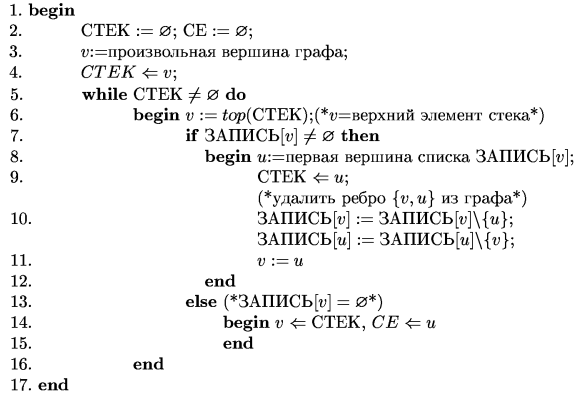 1. begin
2. СТЕК := ∅; СЕ := ∅;
3. v:=произвольная вершина графа;
4. СТЕК ⇐ v;
5. while СТЕК ≠ ∅ do
6. begin v := top(СТЕК);(*v=верхний элемент стека*)
7. if ЗАПИСЬ[v] ≠ ∅ then
8. begin u:=первая вершина списка ЗАПИСЬ[v];
9. СТЕК ⇐ u;
(*удалить ребро {v, u} из графа*)
10. ЗАПИСЬ[v] := ЗАПИСЬ[v]\{u};
ЗАПИСЬ[u] := ЗАПИСЬ[u]\{v};
11. v := u
12. end
13. else (*ЗАПИСЬ[v] = ∅*)
14. begin v ⇐ СТЕК, CE ⇐ u
15. end
16. end
17. end